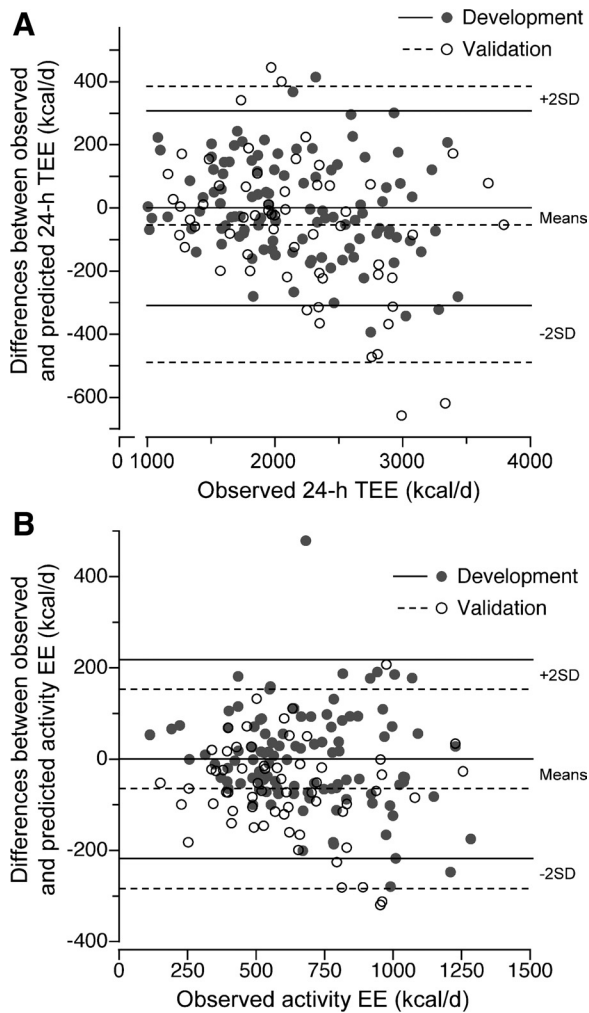 A
Development
Validation
Differences between observed
and predicted 24-h TEE (kcal/d)
400
200
0
-200
-400
-600
+2SD
Means
-2SD
0 1000 2000 3000 4000
Observed 24-h TEE (kcal/d)
B
Development
Validation
Differences between observed
and predicted activity EE (kcal/d)
400
200
0
-200
-400
+2SD
Means
-2SD
0 250 500 750 1000 1250 1500
Observed activity EE (kcal/d)